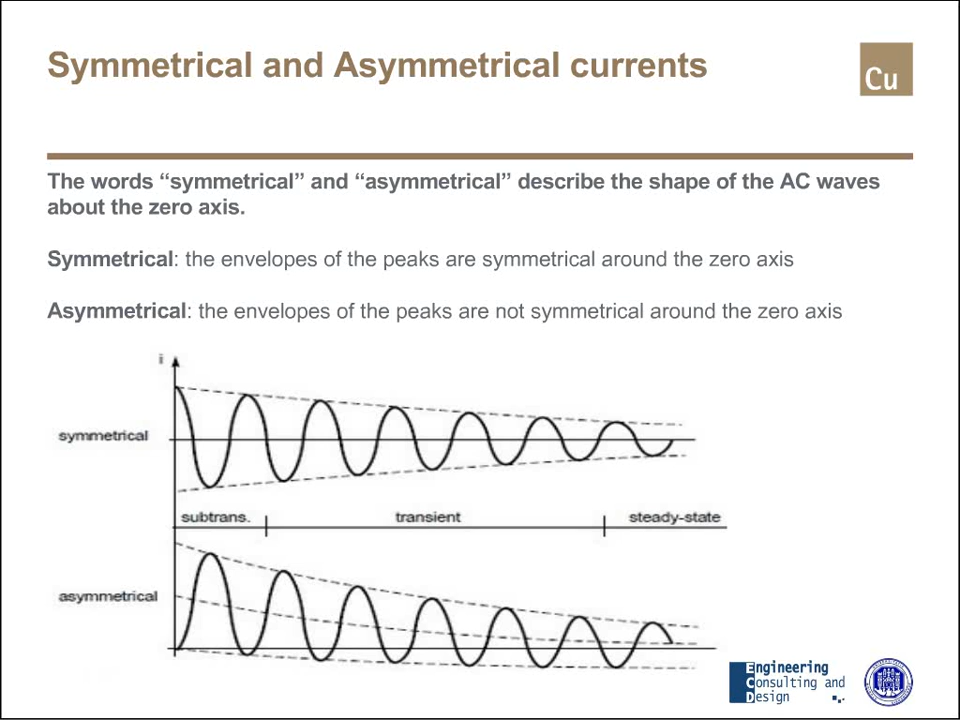 Symmetrical and Asymmetrical currents
Cu
The words “symmetrical” and “asymmetrical” describe the shape of the AC waves
about the zero axis.
Symmetrical: the envelopes of the peaks are symmetrical around the zero axis
Asymmetrical: the envelopes of the peaks are not symmetrical around the zero axis
i
symmetrical
subtrans. transient steady-state
asymmetrical
Engineering
Consulting and
Design